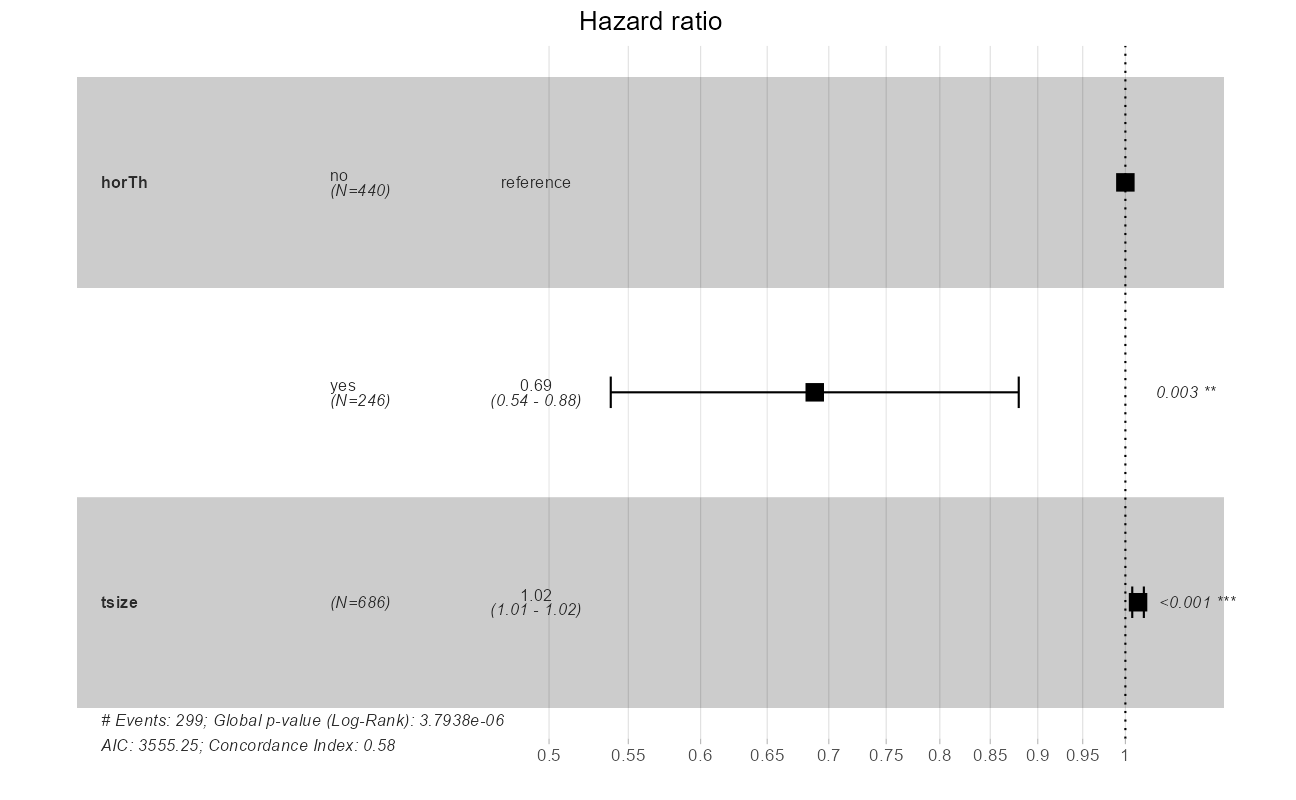 Hazard ratio
horTh
no
(N=440)
reference
yes
(N=246)
0.69
(0.54 - 0.88)
0.003 **
tsize
(N=686)
1.02
(1.01 - 1.02)
<0.001 ***
# Events: 299; Global p-value (Log-Rank): 3.7938e-06
AIC: 3555.25; Concordance Index: 0.58
0.5 0.55 0.6 0.65 0.7 0.75 0.8 0.85 0.9 0.95 1